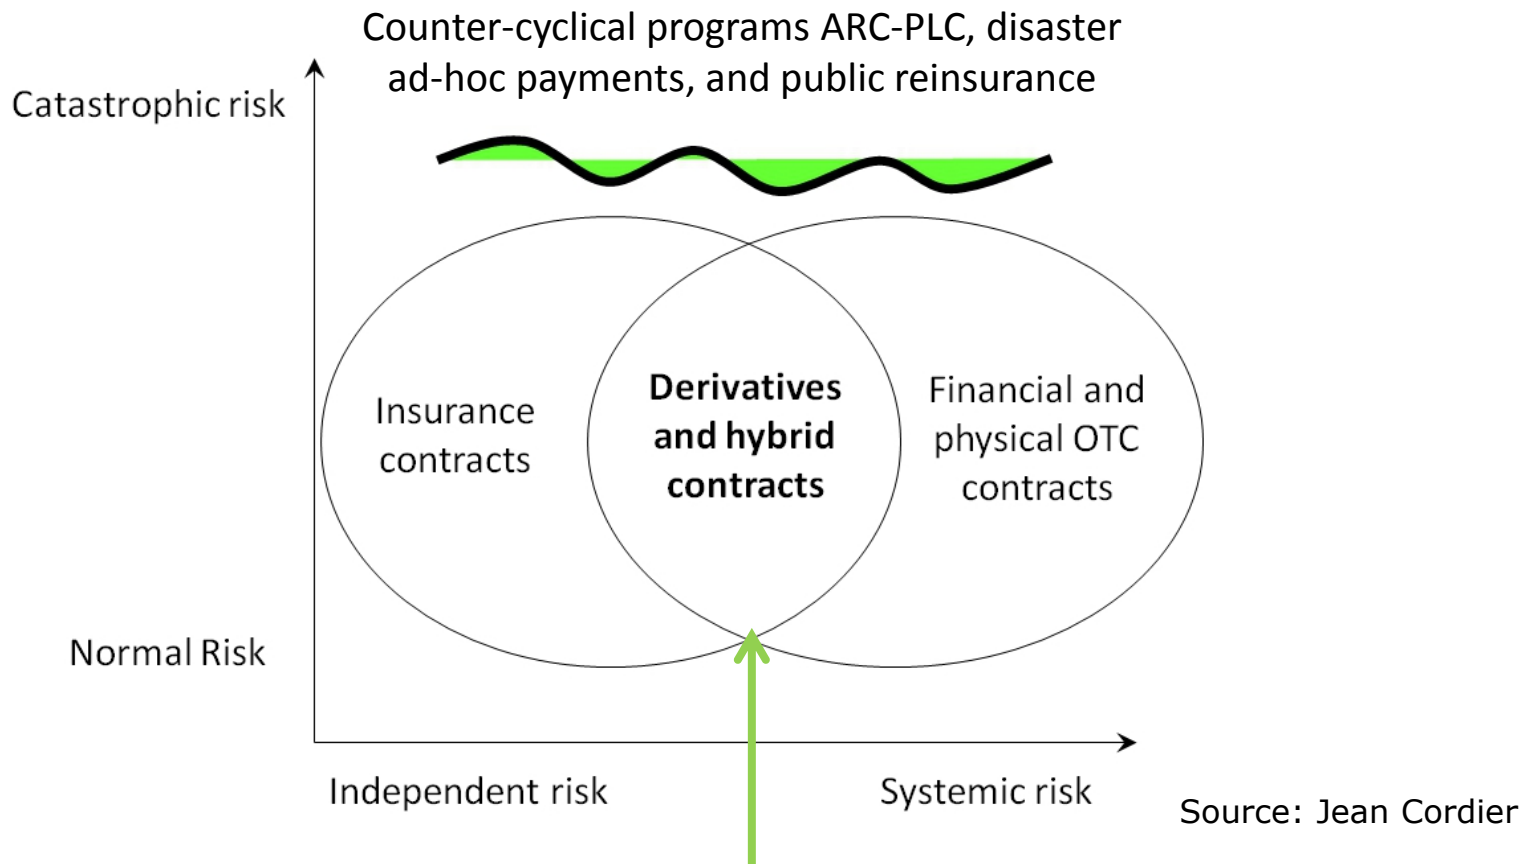 Counter-cyclical programs ARC-PLC, disaster
ad-hoc payments, and public reinsurance
Catastrophic risk
Insurance
contracts
Derivatives
and hybrid
contracts
Financial and
physical OTC
contracts
Normal Risk
Independent risk
Systemic risk
Source: Jean Cordier